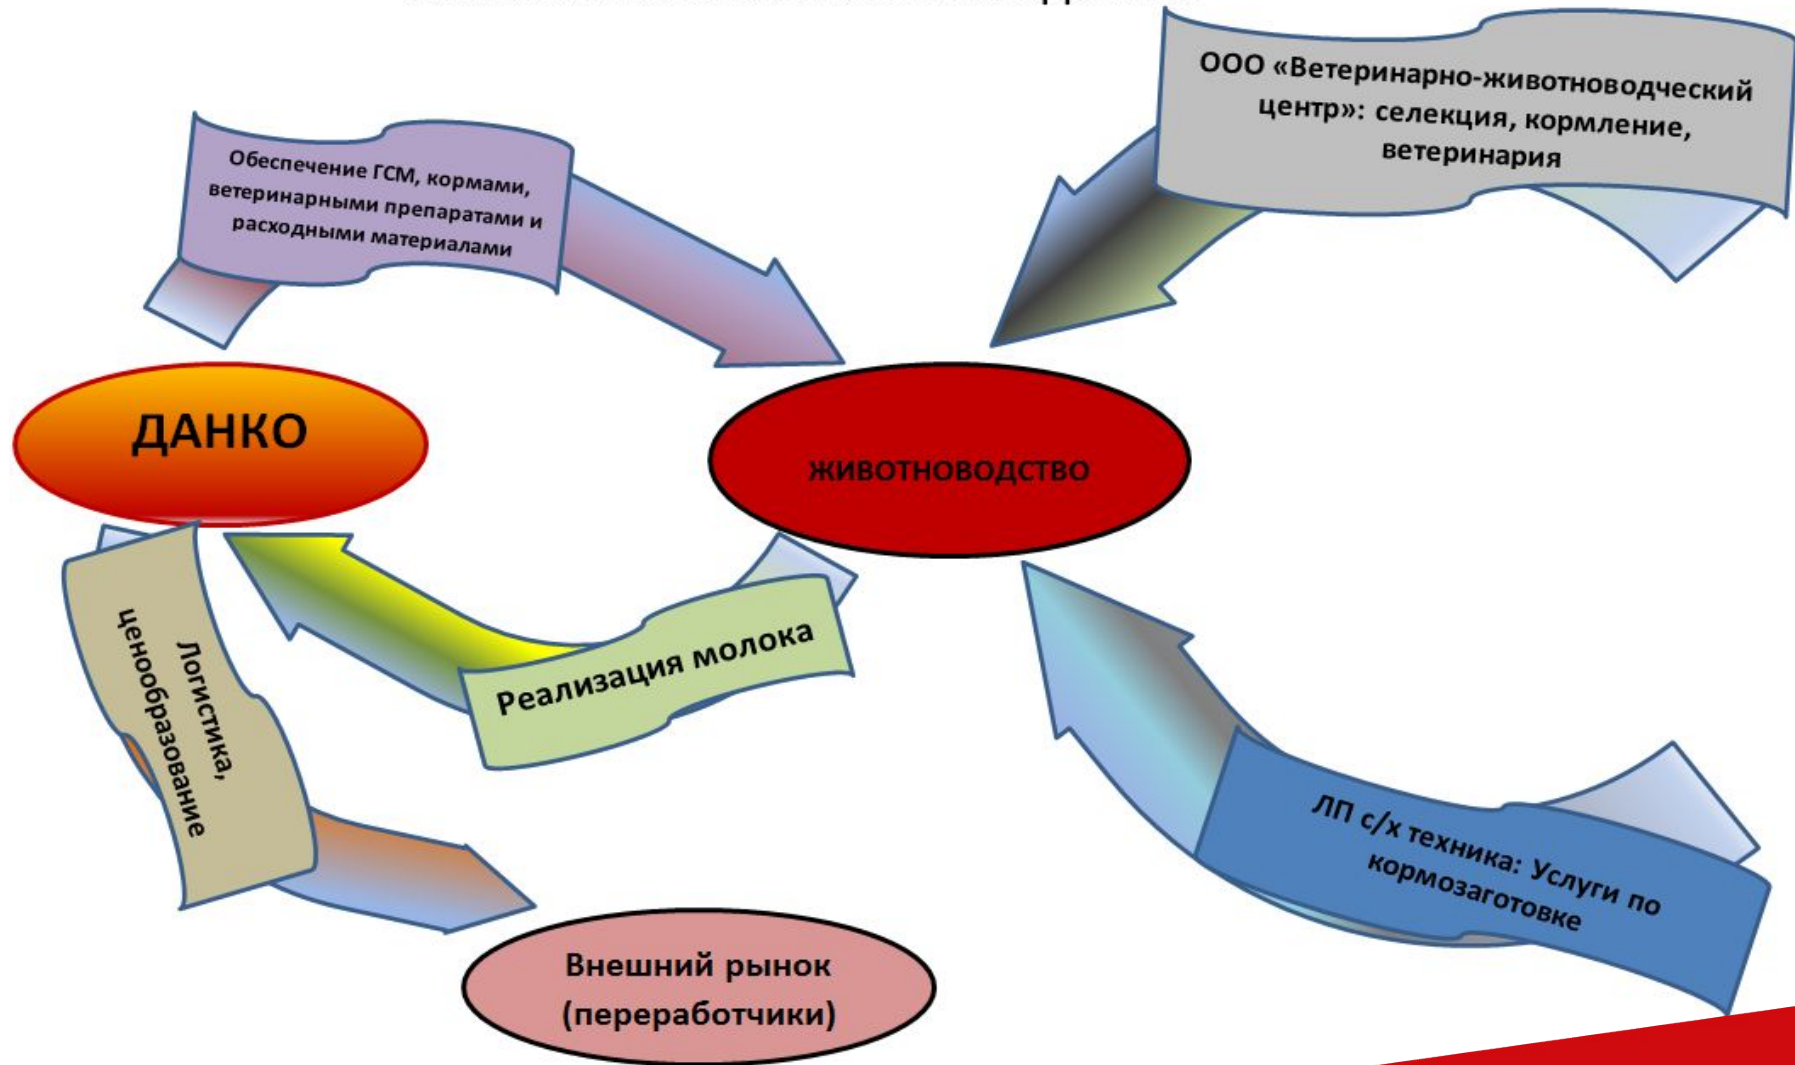 ООО «Ветеринарно-животноводческий
центр»: селекция, кормление,
ветеринария
Обеспечение ГСМ, кормами,
ветеринарными препаратами и
расходными материалами
ДАНКО
ЖИВОТНОВОДСТВО
Реализация молока
Логистика,
ценообразование
ЛП с/х техника: Услуги по
кормозаготовке
Внешний рынок
(переработчики)